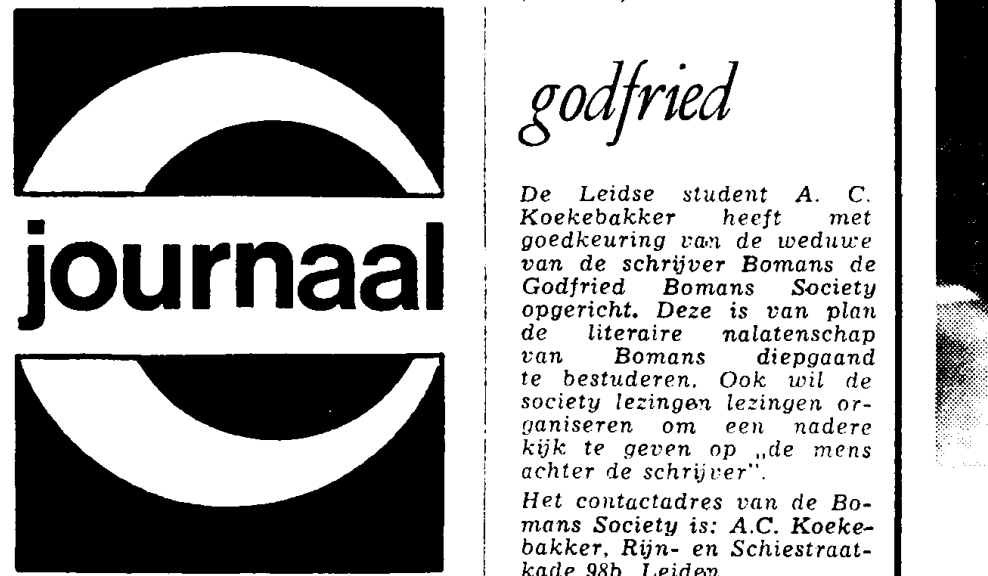 journaal
godfried
De Leidse student A. C.
Koekebakker heeft met
goedkeuring van de weduwe
van de schrijver Bomans de
Godfried Bomans Society
opgericht. Deze is van plan
de literaire nalatenschap
van Bomans diepgaand
te bestuderen. Ook wil de
society lezingen lezingen or-
ganiseren om een nadere
kijk te geven op „de mens
achter de schrijver".
Het contactadres van de Bo-
mans Society is: A.C. Koeke-
bakker, Rijn- en Schiestraat-
kade 98b, Leiden